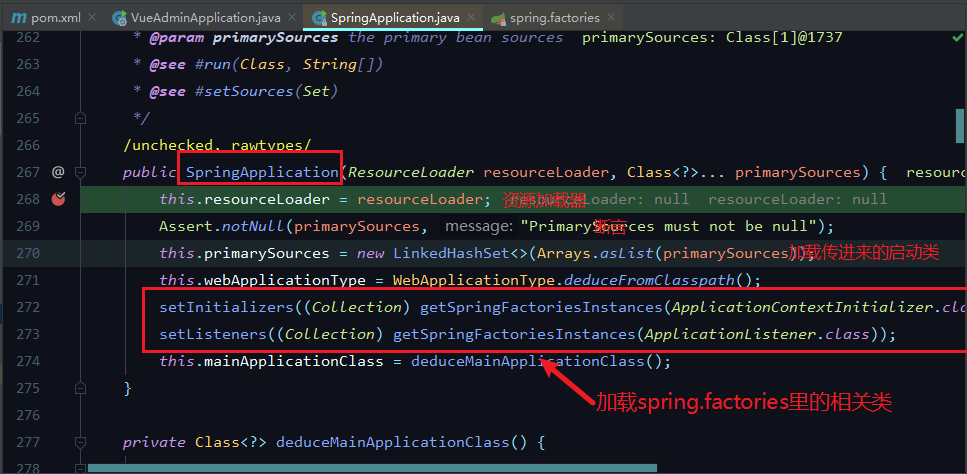 pom.xml × VueAdminApplication.java × SpringApplication.java × spring.factories ×
262 * @param primarySources the primary bean sources primarySources: Class[1]@1737
263 * @see #run(Class, String[])
264 * @see #setSources(Set)
265 */
266 /unchecked, rawtypes/
267 @ public SpringApplication(ResourceLoader resourceLoader, Class<?>... primarySources) { resour
268 this.resourceLoader = resourceLoader; 资源加载器 resourceLoader: null resourceLoader: null
269 Assert.notNull(primarySources, message: "PrimarySources must not be null"); 断言
270 this.primarySources = new LinkedHashSet<>(Arrays.asList(primarySources)); 加载传进来的启动类
271 this.webApplicationType = WebApplicationType.deduceFromClasspath();
272 setInitializers((Collection) getSpringFactoriesInstances(ApplicationContextInitializer.cla
273 setListeners((Collection) getSpringFactoriesInstances(ApplicationListener.class));
274 this.mainApplicationClass = deduceMainApplicationClass();
275 }
加载spring.factories里的相关类
276
277 private Class<?> deduceMainApplicationClass() {
278